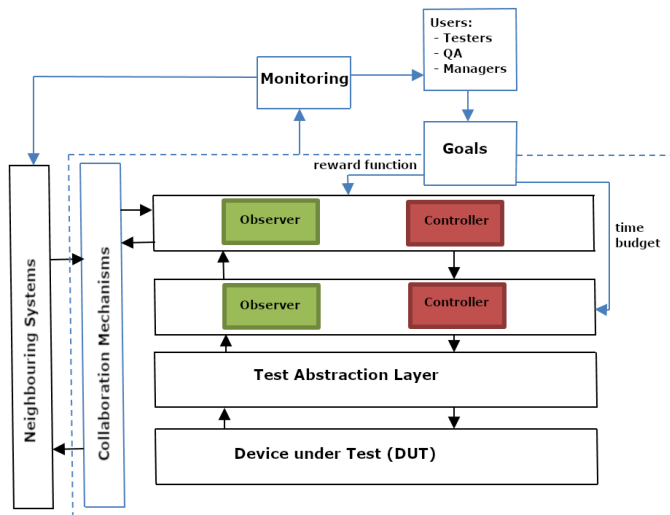 Users:
- Testers
- QA
- Managers
Monitoring
Goals
reward function
time
budget
Observer
Controller
Observer
Controller
Test Abstraction Layer
Device under Test (DUT)
Neighbouring Systems
Collaboration Mechanisms